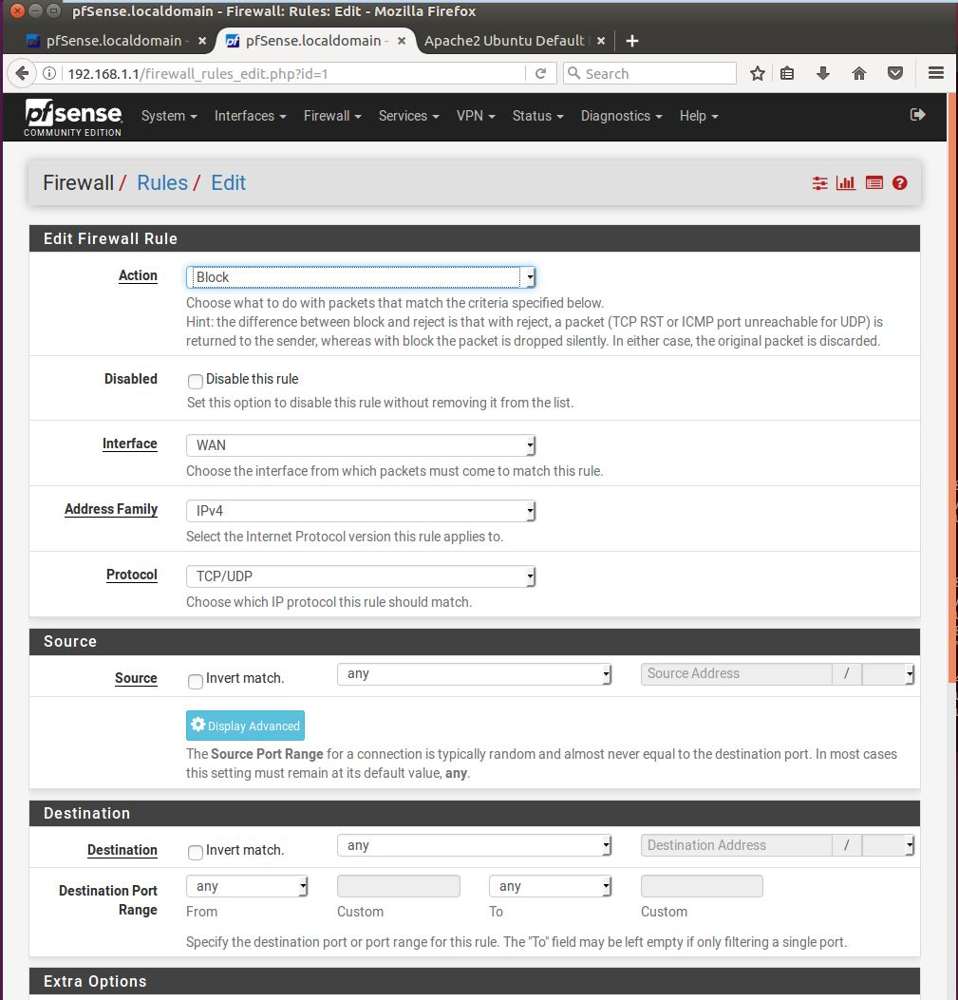 pfSense.localdomain - Firewall: Rules: Edit - Mozilla Firefox
pfSense.localdomain -
pfSense.localdomain -
Apache2 Ubuntu Default
192.168.1.1/firewall_rules_edit.php?id=1
Search
pfsense
COMMUNITY EDITION
System
Interfaces
Firewall
Services
VPN
Status
Diagnostics
Help
Firewall / Rules / Edit
Edit Firewall Rule
Action
Block
Choose what to do with packets that match the criteria specified below.
Hint: the difference between block and reject is that with reject, a packet (TCP RST or ICMP port unreachable for UDP) is
returned to the sender, whereas with block the packet is dropped silently. In either case, the original packet is discarded.
Disabled
Disable this rule
Set this option to disable this rule without removing it from the list.
Interface
WAN
Choose the interface from which packets must come to match this rule.
Address Family
IPv4
Select the Internet Protocol version this rule applies to.
Protocol
TCP/UDP
Choose which IP protocol this rule should match.
Source
Source
Invert match.
any
Source Address
/
Display Advanced
The Source Port Range for a connection is typically random and almost never equal to the destination port. In most cases
this setting must remain at its default value, any.
Destination
Destination
Invert match.
any
Destination Address
/
Destination Port
Range
any
any
From
Custom
To
Custom
Specify the destination port or port range for this rule. The "To" field may be left empty if only filtering a single port.
Extra Options